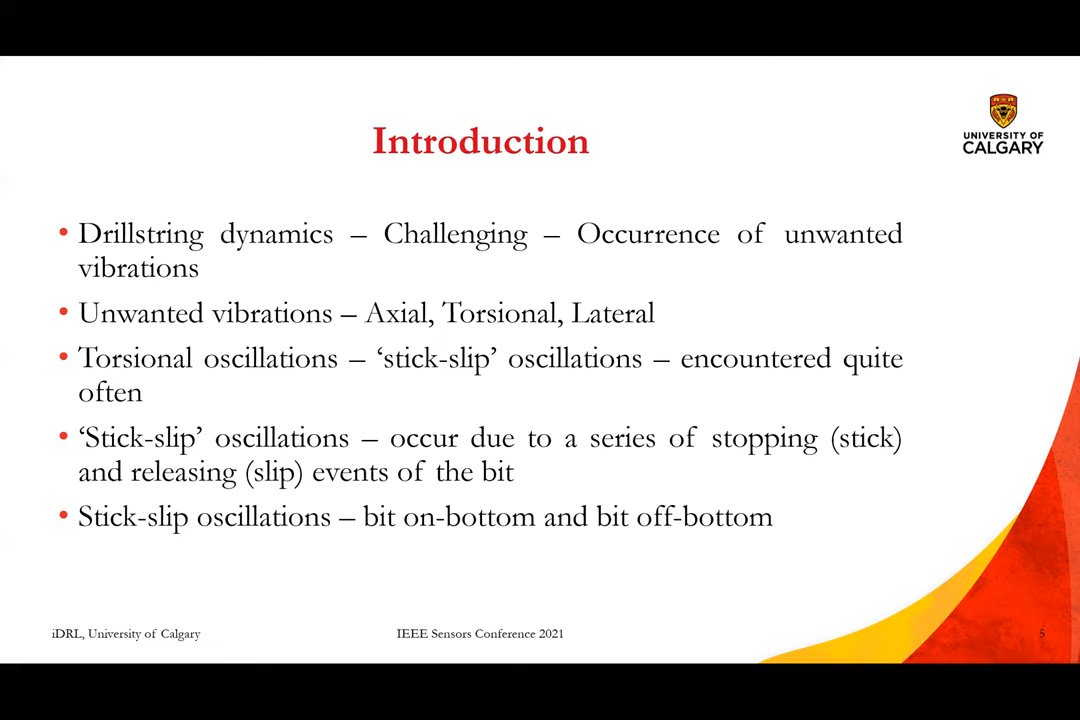 UNIVERSITY OF
CALGARY
Introduction
• Drillstring dynamics – Challenging – Occurrence of unwanted
vibrations
• Unwanted vibrations – Axial, Torsional, Lateral
• Torsional oscillations – ‘stick-slip’ oscillations – encountered quite
often
• ‘Stick-slip’ oscillations – occur due to a series of stopping (stick)
and releasing (slip) events of the bit
• Stick-slip oscillations – bit on-bottom and bit off-bottom
iDRL, University of Calgary
IEEE Sensors Conference 2021
5